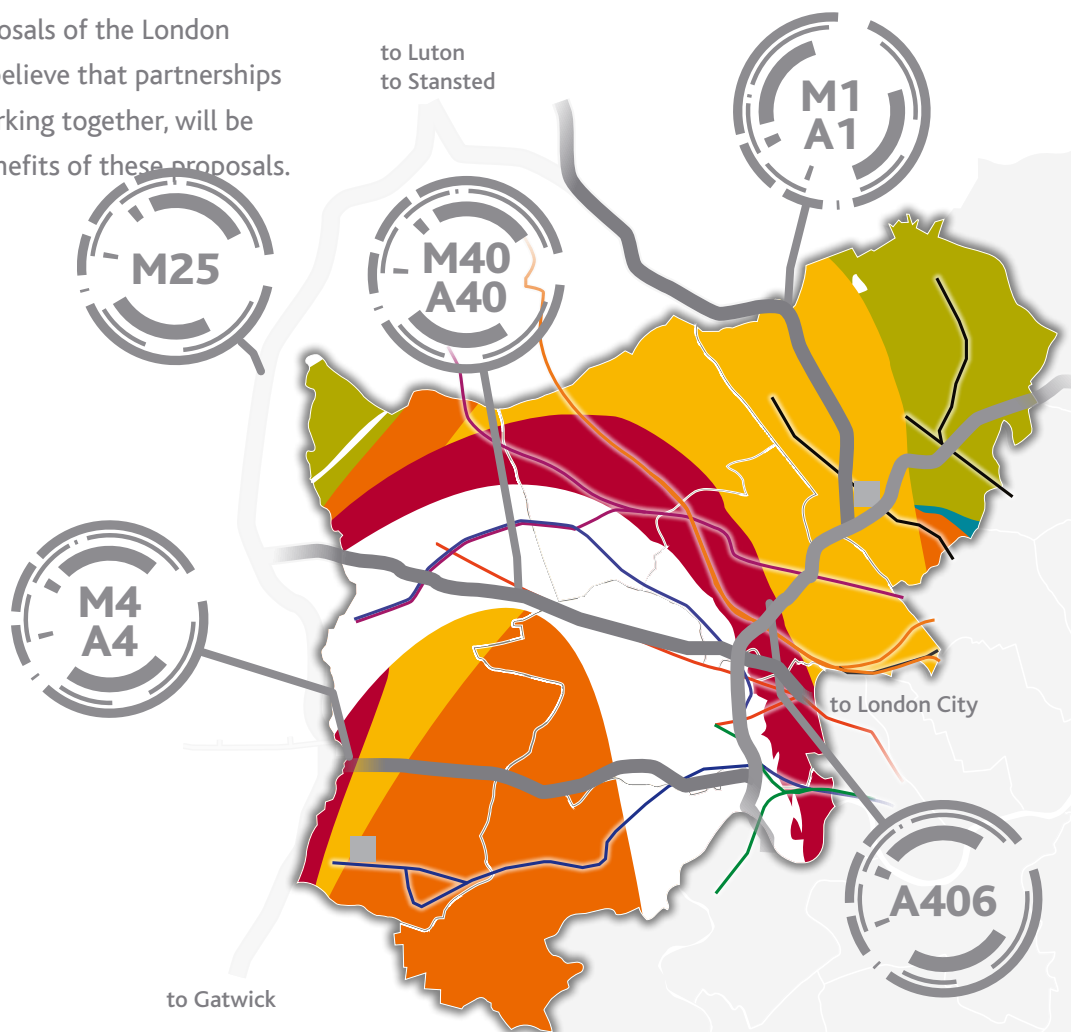 osals of the London
believe that partnerships
rking together, will be
nefits of these proposals.
to Luton
to Stansted
M1
A1
M25
M40
A40
M4
A4
to London City
A406
to Gatwick